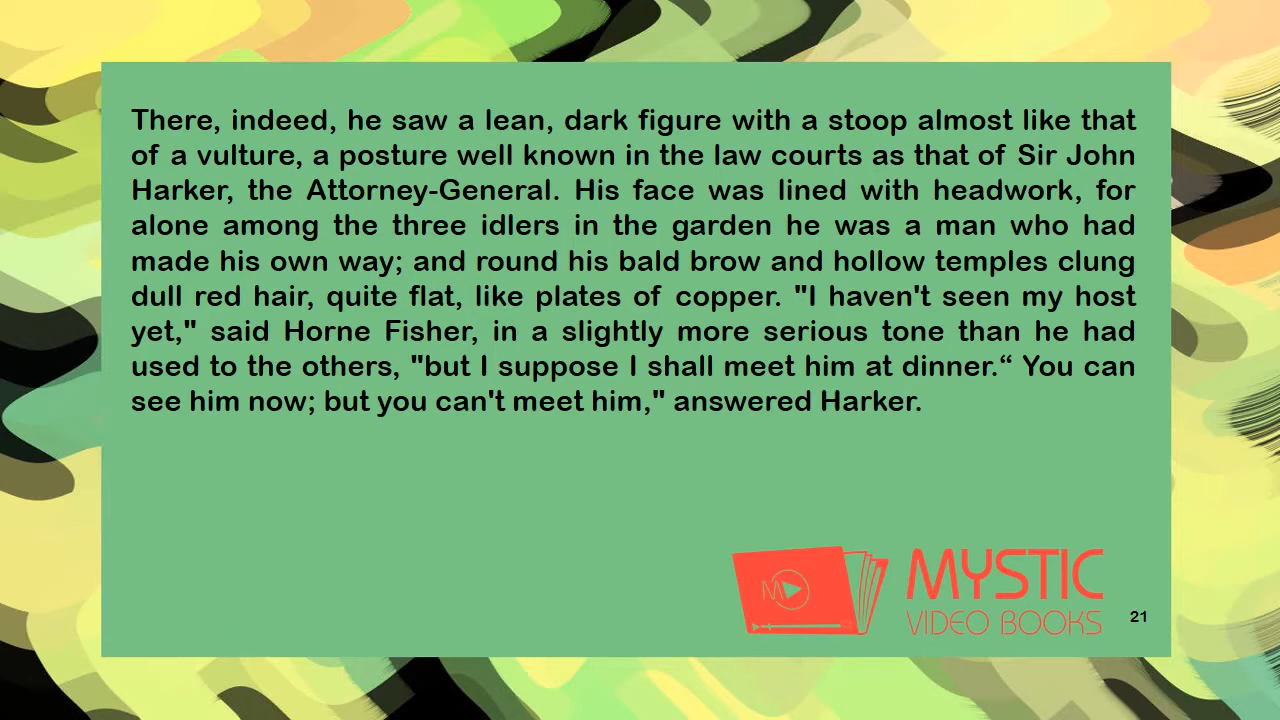 There, indeed, he saw a lean, dark figure with a stoop almost like that
of a vulture, a posture well known in the law courts as that of Sir John
Harker, the Attorney-General. His face was lined with headwork, for
alone among the three idlers in the garden he was a man who had
made his own way; and round his bald brow and hollow temples clung
dull red hair, quite flat, like plates of copper. "I haven't seen my host
yet," said Horne Fisher, in a slightly more serious tone than he had
used to the others, "but I suppose I shall meet him at dinner.“ You can
see him now; but you can't meet him," answered Harker.
M
MYSTIC
VIDEO BOOKS
21